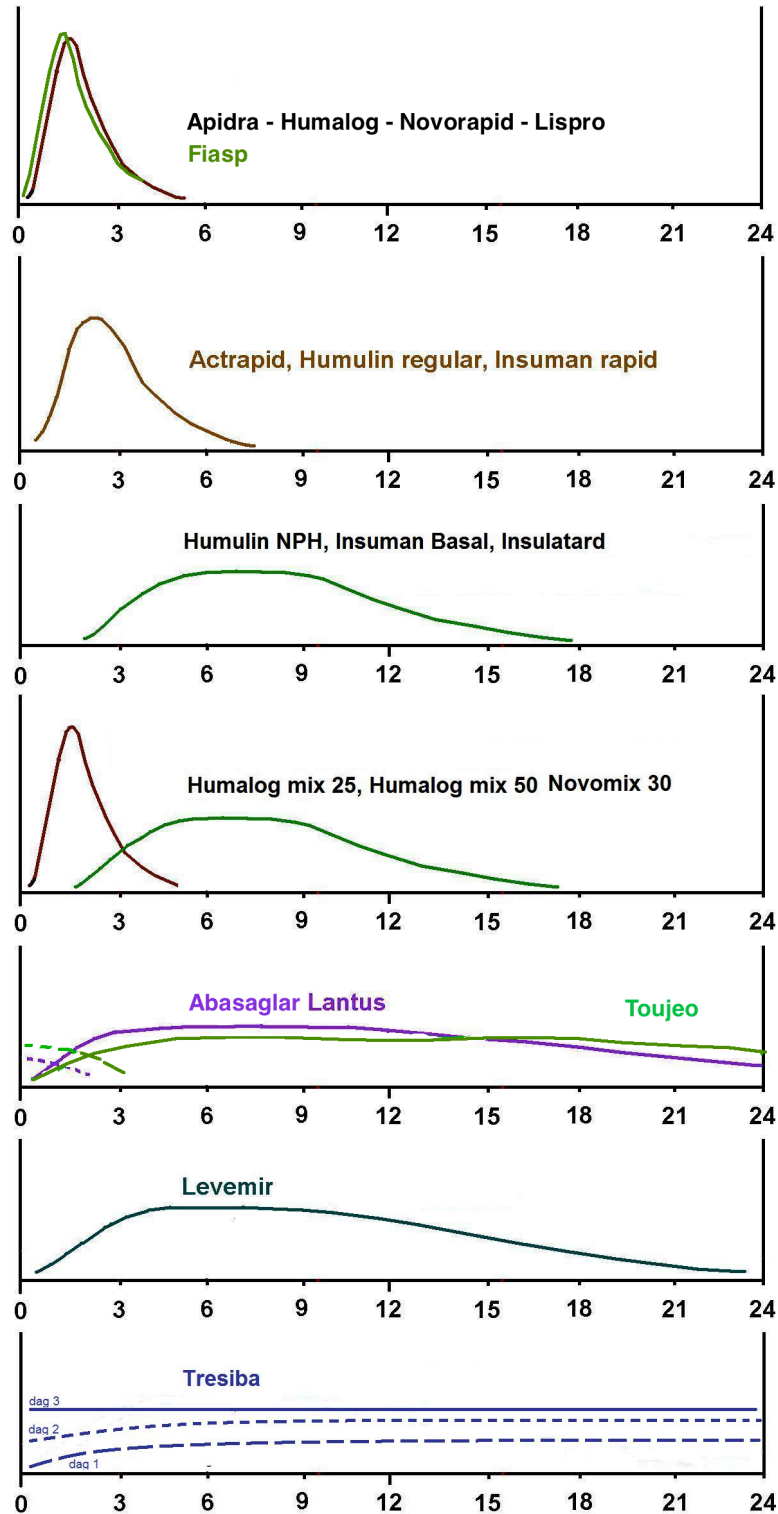 Apidra - Humalog - Novorapid - Lispro
Fiasp
0 3 6 9 12 15 18 21 24
Actrapid, Humulin regular, Insuman rapid
0 3 6 9 12 15 18 21 24
Humulin NPH, Insuman Basal, Insulatard
0 3 6 9 12 15 18 21 24
Humalog mix 25, Humalog mix 50 Novomix 30
0 3 6 9 12 15 18 21 24
Abasaglar Lantus Toujeo
0 3 6 9 12 15 18 21 24
Levemir
0 3 6 9 12 15 18 21 24
Tresiba
dag 3
dag 2
dag 1
0 3 6 9 12 15 18 21 24